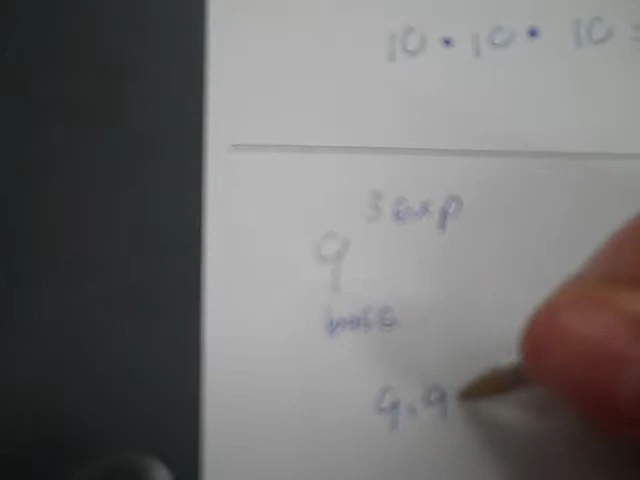 10 • 10 • 10 =
3 exp
9
base
9 . 9